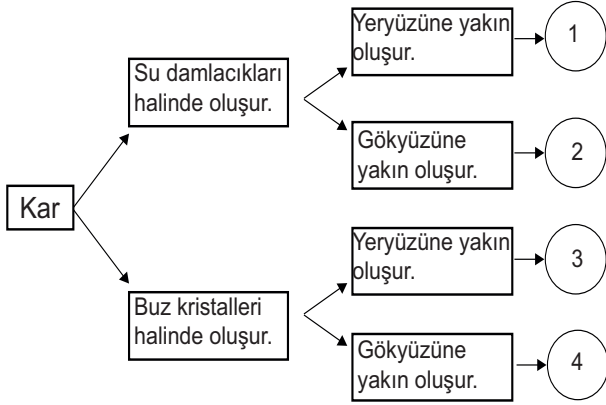 Kar
Su damlacıkları
halinde oluşur.
Yeryüzüne yakın
oluşur.
1
Gökyüzüne
yakın oluşur.
2
Buz kristalleri
halinde oluşur.
Yeryüzüne yakın
oluşur.
3
Gökyüzüne
yakın oluşur.
4